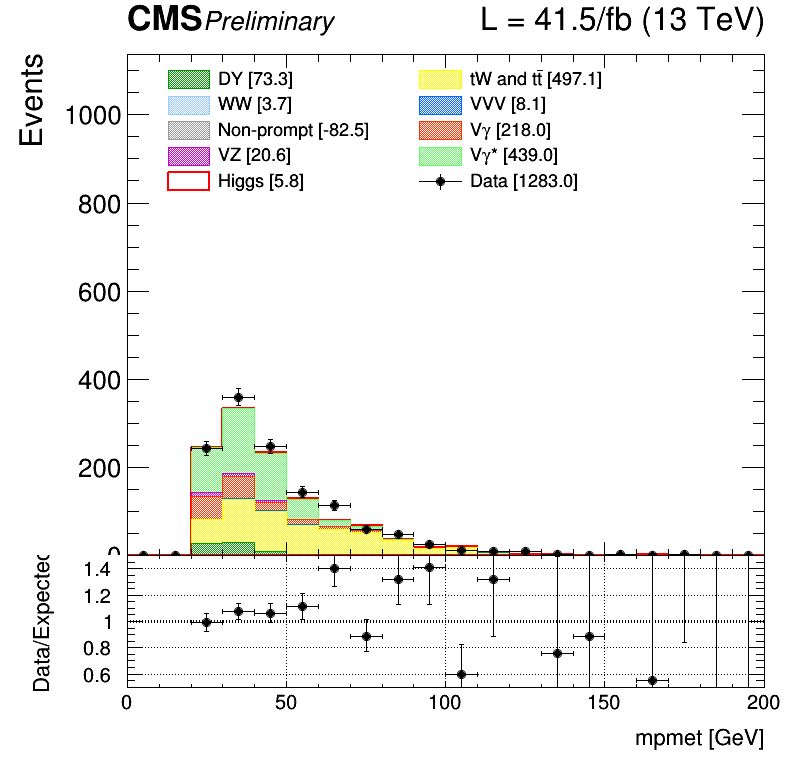 CMS Preliminary L = 41.5/fb (13 TeV)
Events
DY [73.3] tW and tt̄ [497.1]
WW [3.7] VVV [8.1]
Non-prompt [-82.5] Vγ [218.0]
VZ [20.6] Vγ* [439.0]
Higgs [5.8] Data [1283.0]
1000
800
600
400
200
0
Data/Expected
1.4
1.2
1
0.8
0.6
0 50 100 150 200
mpmet [GeV]